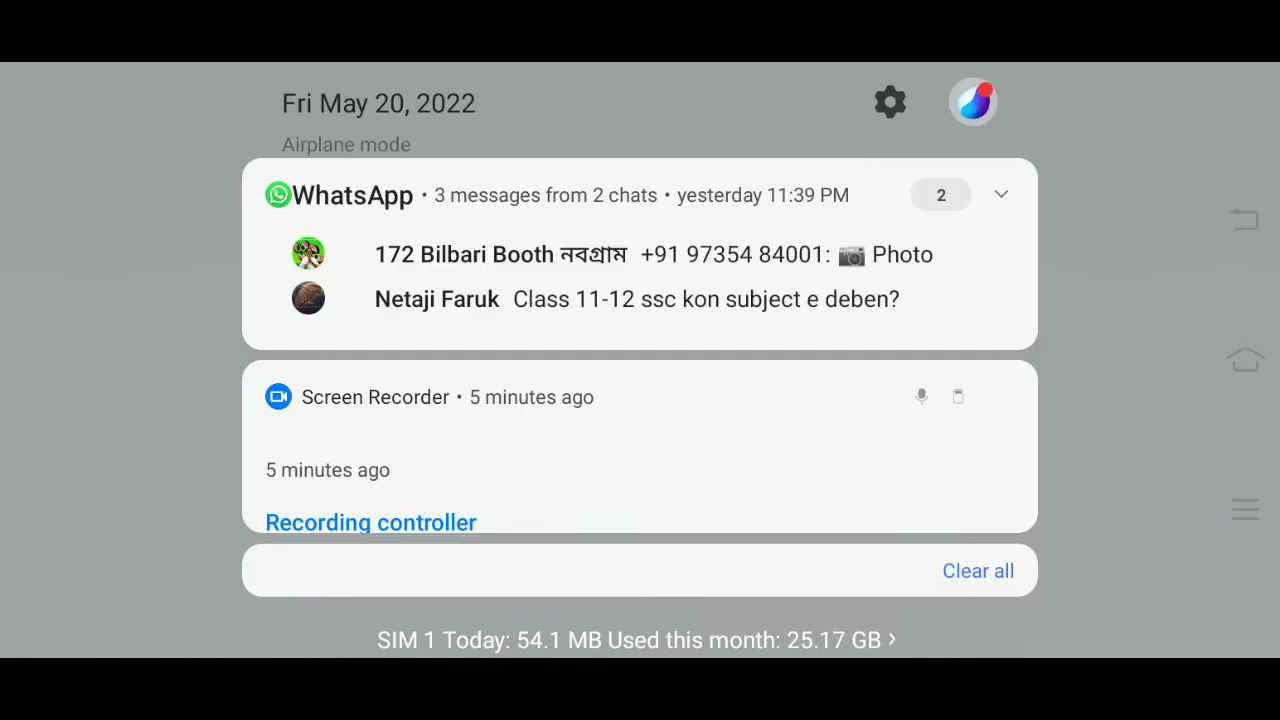 Fri May 20, 2022
Airplane mode
WhatsApp • 3 messages from 2 chats • yesterday 11:39 PM 2
172 Bilbari Booth নবগ্রাম +91 97354 84001: 📷 Photo
Netaji Faruk Class 11-12 ssc kon subject e deben?
Screen Recorder • 5 minutes ago
5 minutes ago
Recording controller
Clear all
SIM 1 Today: 54.1 MB Used this month: 25.17 GB ›